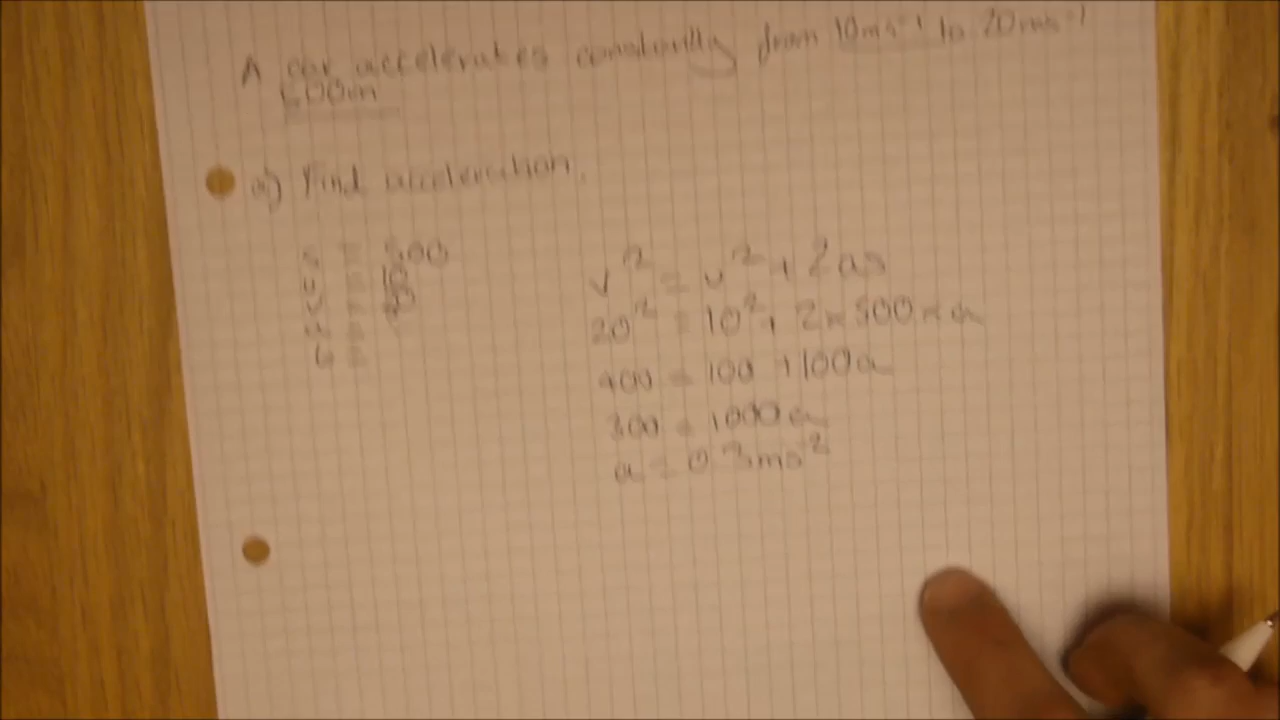 A car accelerates constantly from 10ms⁻¹ to 20ms⁻¹
500m
a) Find acceleration.
s = 500
u = 10
v = 20
a =
t =
v² = u² + 2as
20² = 10² + 2×500×a
400 = 100 + 100a
300 = 1000a
a = 0.3ms⁻²